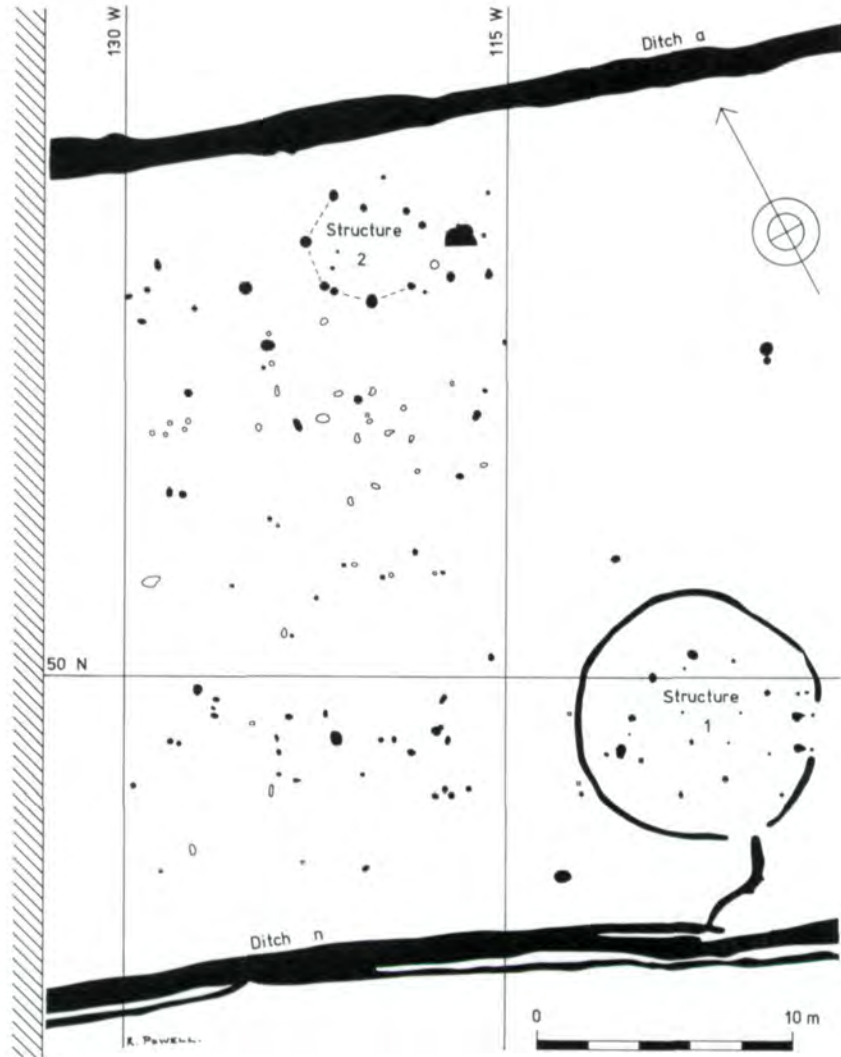 130 W
115 W
Ditch a
Structure
2
50 N
Structure
1
Ditch n
0
10 m
K. POWELL.